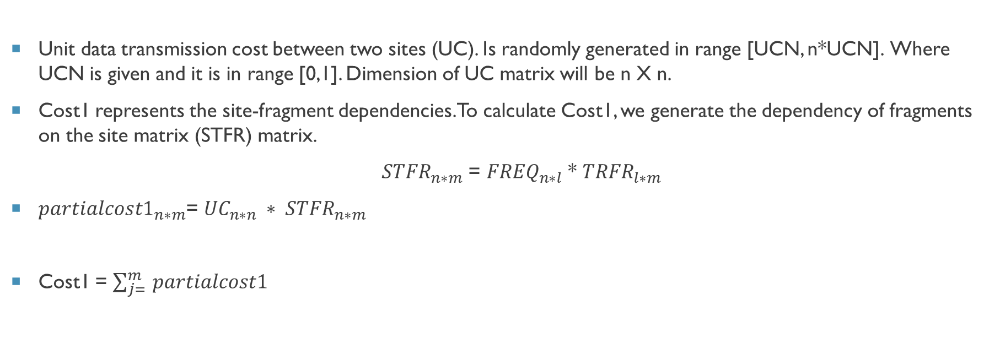 ▪ Unit data transmission cost between two sites (UC). Is randomly generated in range [UCN, n*UCN]. Where
UCN is given and it is in range [0,1]. Dimension of UC matrix will be n X n.
▪ Cost1 represents the site-fragment dependencies. To calculate Cost1, we generate the dependency of fragments
on the site matrix (STFR) matrix.
STFR_{n∗m} = FREQ_{n∗l} * TRFR_{l∗m}
▪ partialcost1_{n∗m}= UC_{n∗n} ∗ STFR_{n∗m}
▪ Cost1 = ∑_{j=}^{m} partialcost1